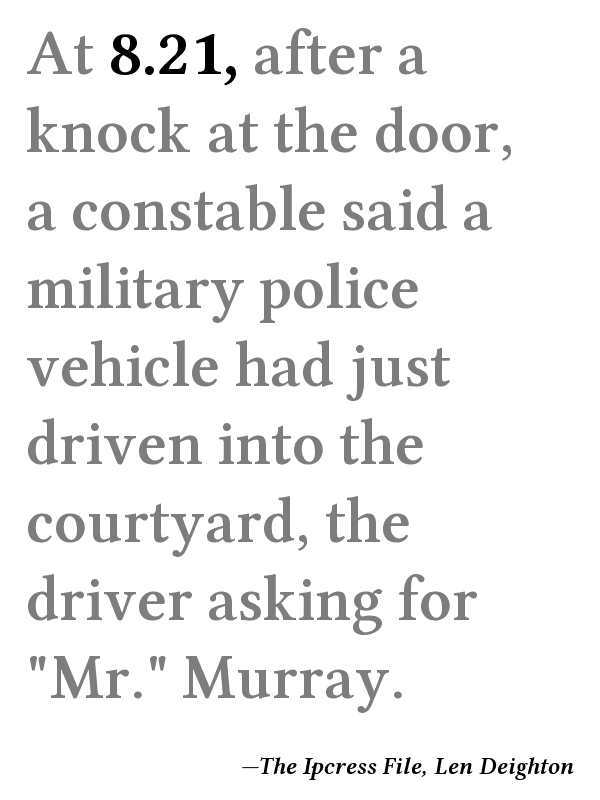 At 8.21, after a
knock at the door,
a constable said a
military police
vehicle had just
driven into the
courtyard, the
driver asking for
"Mr." Murray.
—The Ipcress File, Len Deighton